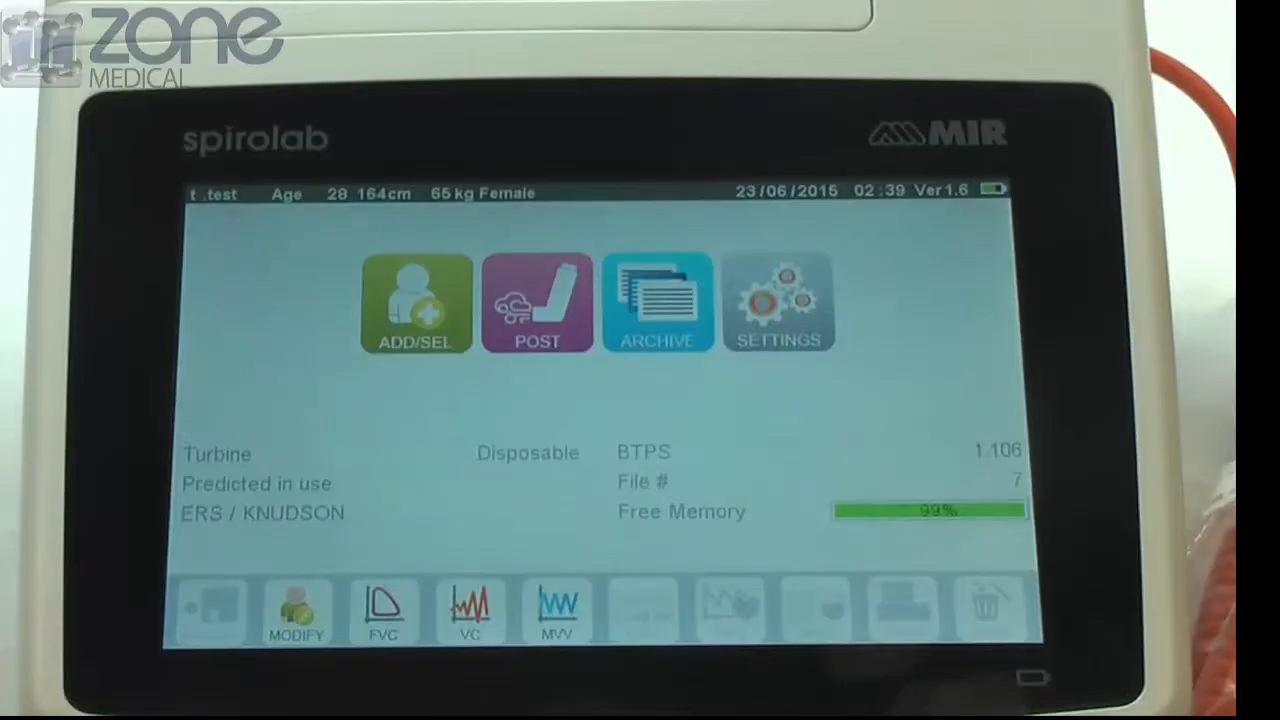 zone
MEDICAL
spirolab
MIR
t .test Age 28 164cm 65 kg Female 23/06/2015 02:39 Ver 1.6
ADD/SEL POST ARCHIVE SETTINGS
Turbine Disposable BTPS 1.106
Predicted in use File # 7
ERS / KNUDSON Free Memory 99%
MODIFY FVC VC MVV